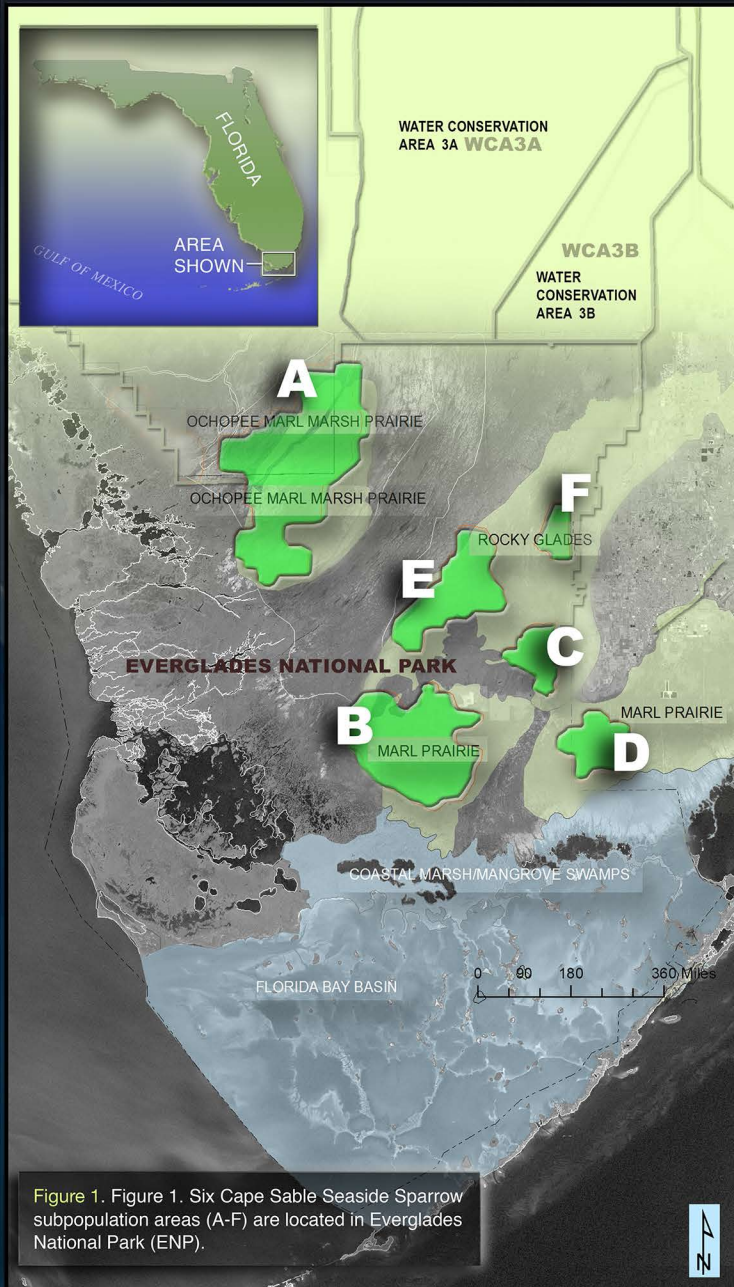 FLORIDA
AREA
SHOWN
GULF OF MEXICO
WATER CONSERVATION
AREA 3A WCA3A
WCA3B
WATER
CONSERVATION
AREA 3B
A
OCHOPEE MARL MARSH PRAIRIE
OCHOPEE MARL MARSH PRAIRIE
F
ROCKY GLADES
E
C
EVERGLADES NATIONAL PARK
B
MARL PRAIRIE
MARL PRAIRIE
D
COASTAL MARSH/MANGROVE SWAMPS
0 90 180 360 Miles
FLORIDA BAY BASIN
Figure 1. Figure 1. Six Cape Sable Seaside Sparrow
subpopulation areas (A-F) are located in Everglades
National Park (ENP).
N